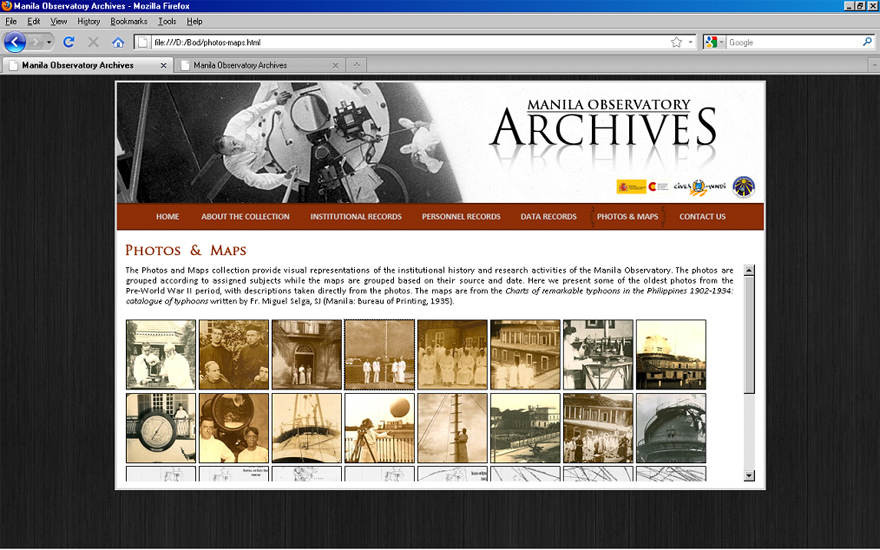 Manila Observatory Archives - Mozilla Firefox
File Edit View History Bookmarks Tools Help
file:///D:/Bod/photos-maps.html
Google
Manila Observatory Archives
Manila Observatory Archives
MANILA OBSERVATORY
ARCHIVES
HOME ABOUT THE COLLECTION INSTITUTIONAL RECORDS PERSONNEL RECORDS DATA RECORDS PHOTOS & MAPS CONTACT US
PHOTOS & MAPS
The Photos and Maps collection provide visual representations of the institutional history and research activities of the Manila Observatory. The photos are
grouped according to assigned subjects while the maps are grouped based on their source and date. Here we present some of the oldest photos from the
Pre-World War II period, with descriptions taken directly from the photos. The maps are from the Charts of remarkable typhoons in the Philippines 1902-1934:
catalogue of typhoons written by Fr. Miguel Selga, SJ (Manila: Bureau of Printing, 1935).